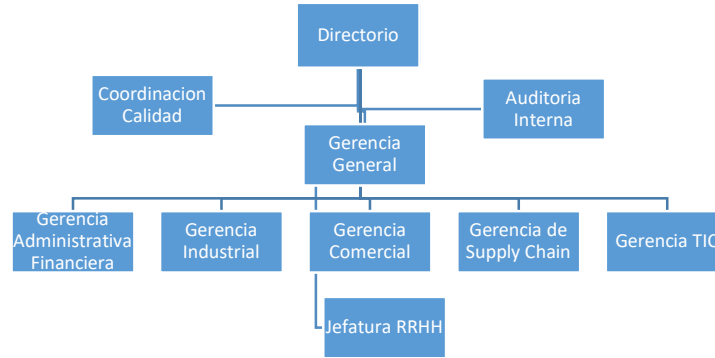 Directorio
Coordinacion
Calidad
Auditoria
Interna
Gerencia
General
Gerencia
Administrativa
Financiera
Gerencia
Industrial
Gerencia
Comercial
Gerencia de
Supply Chain
Gerencia TIC
Jefatura RRHH